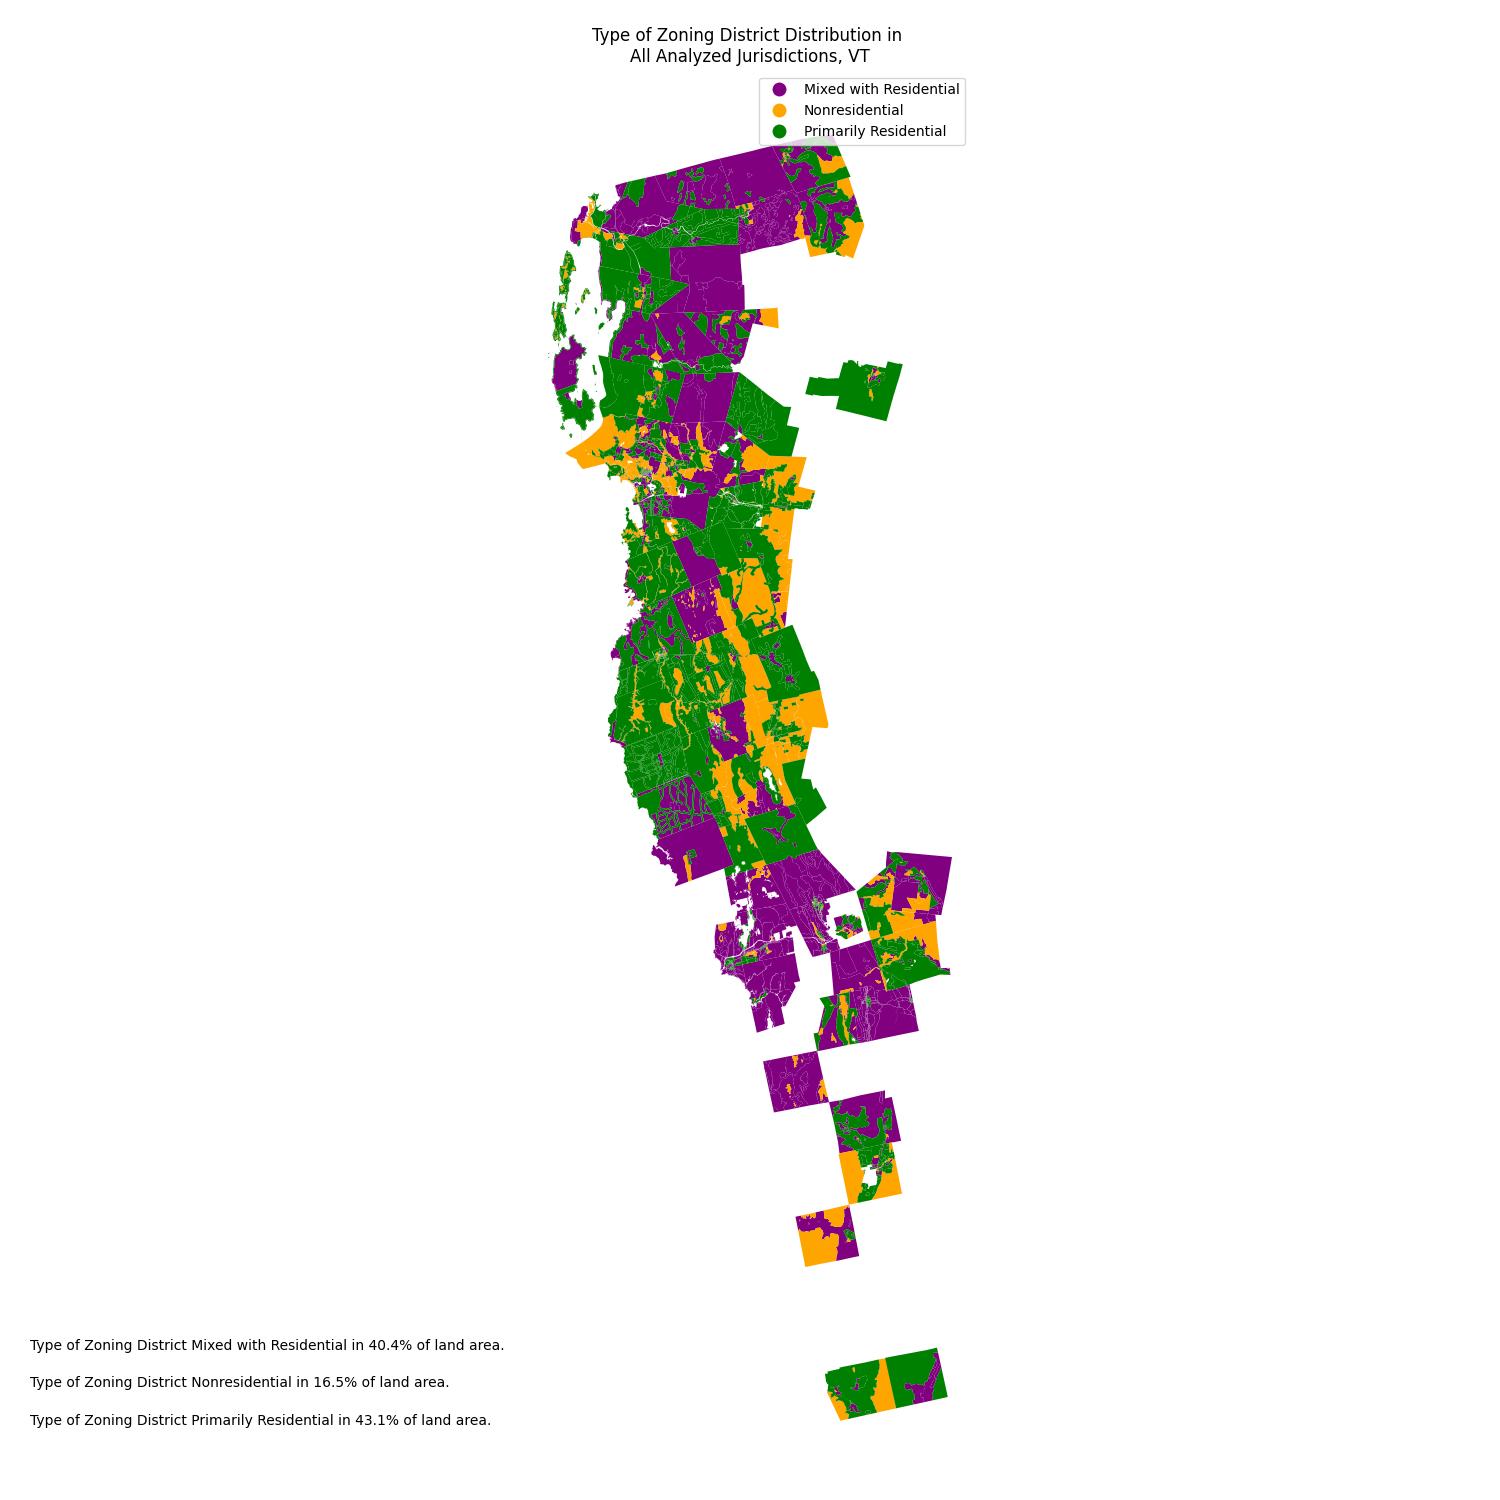 Type of Zoning District Distribution in
All Analyzed Jurisdictions, VT
Mixed with Residential
Nonresidential
Primarily Residential
Type of Zoning District Mixed with Residential in 40.4% of land area.
Type of Zoning District Nonresidential in 16.5% of land area.
Type of Zoning District Primarily Residential in 43.1% of land area.